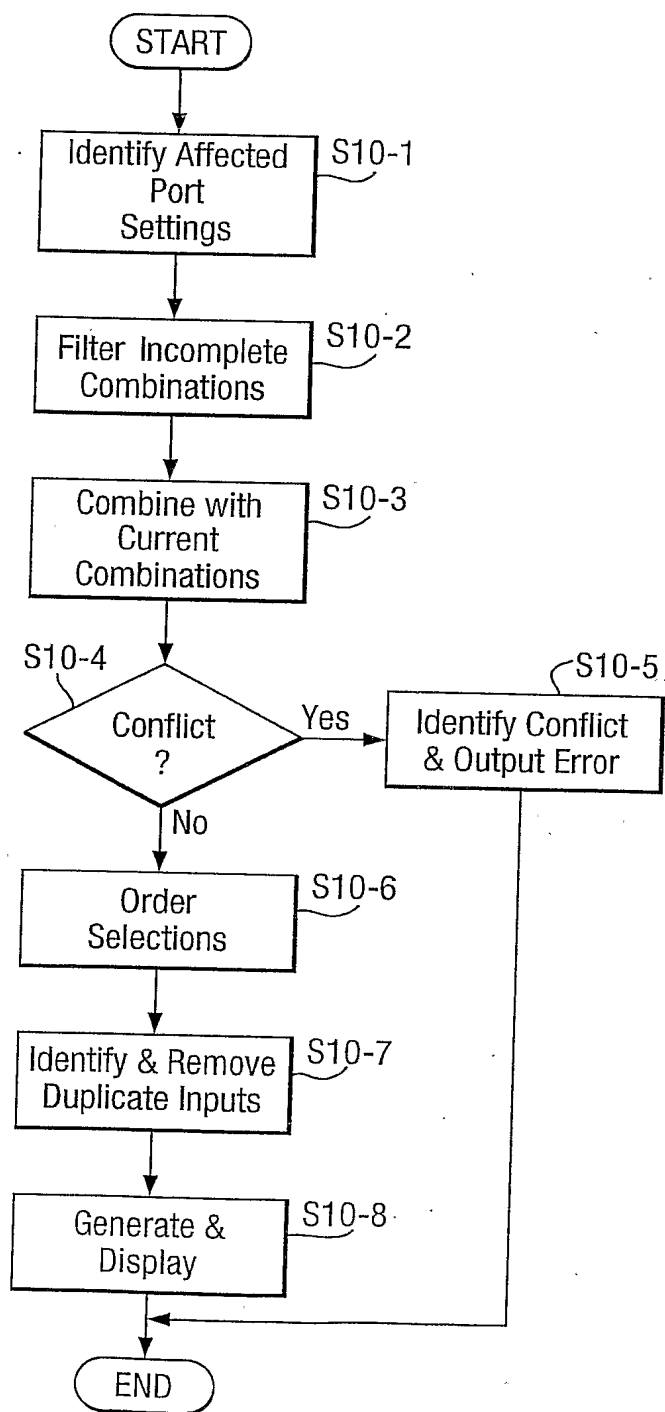 START
Identify Affected
Port
Settings
S10-1
Filter Incomplete
Combinations
S10-2
Combine with
Current
Combinations
S10-3
S10-4
Conflict
?
Yes
No
S10-5
Identify Conflict
& Output Error
Order
Selections
S10-6
Identify & Remove
Duplicate Inputs
S10-7
Generate &
Display
S10-8
END